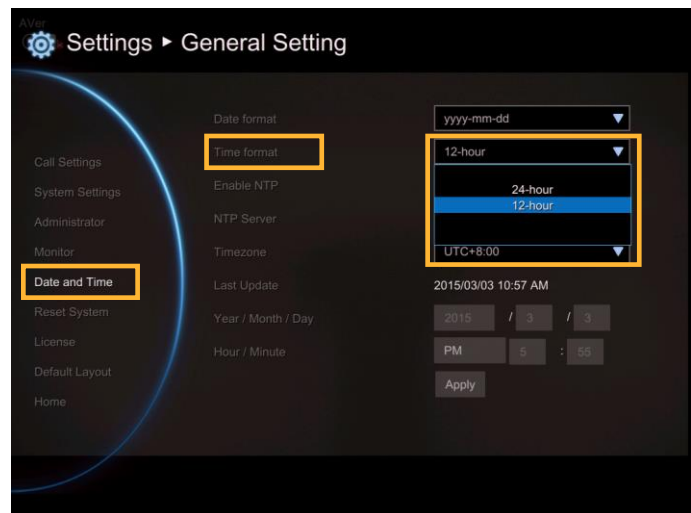 AVer
Settings ► General Setting
Date format yyyy-mm-dd
Time format 12-hour
Call Settings
Enable NTP 24-hour
System Settings
12-hour
Administrator
NTP Server
Monitor
Timezone UTC+8:00
Date and Time
Last Update 2015/03/03 10:57 AM
Reset System
Year / Month / Day 2015 / 3 / 3
License
Hour / Minute PM 5 : 55
Default Layout
Apply
Home